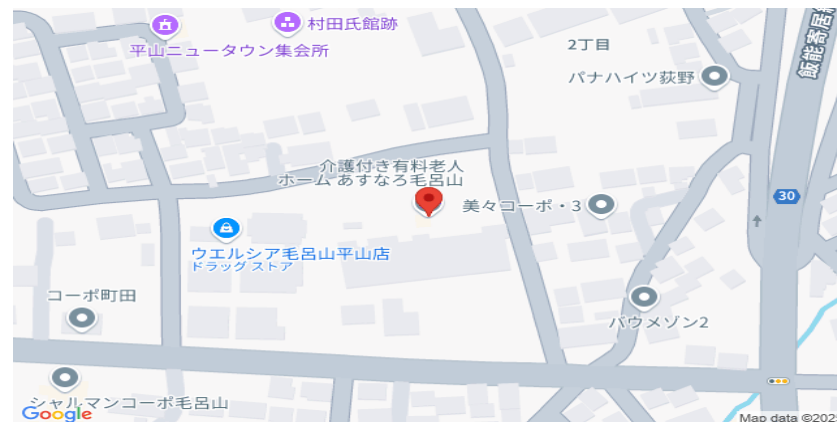 村田氏館跡
平山ニュータウン集会所
2丁目
パナハイツ荻野
飯能寄居
介護付き有料老人
ホーム あすなろ毛呂山
美々コーポ・3
30
ウエルシア毛呂山平山店
ドラッグストア
コーポ町田
パウメゾン2
シャルマンコーポ毛呂山
Google
Map data ©202